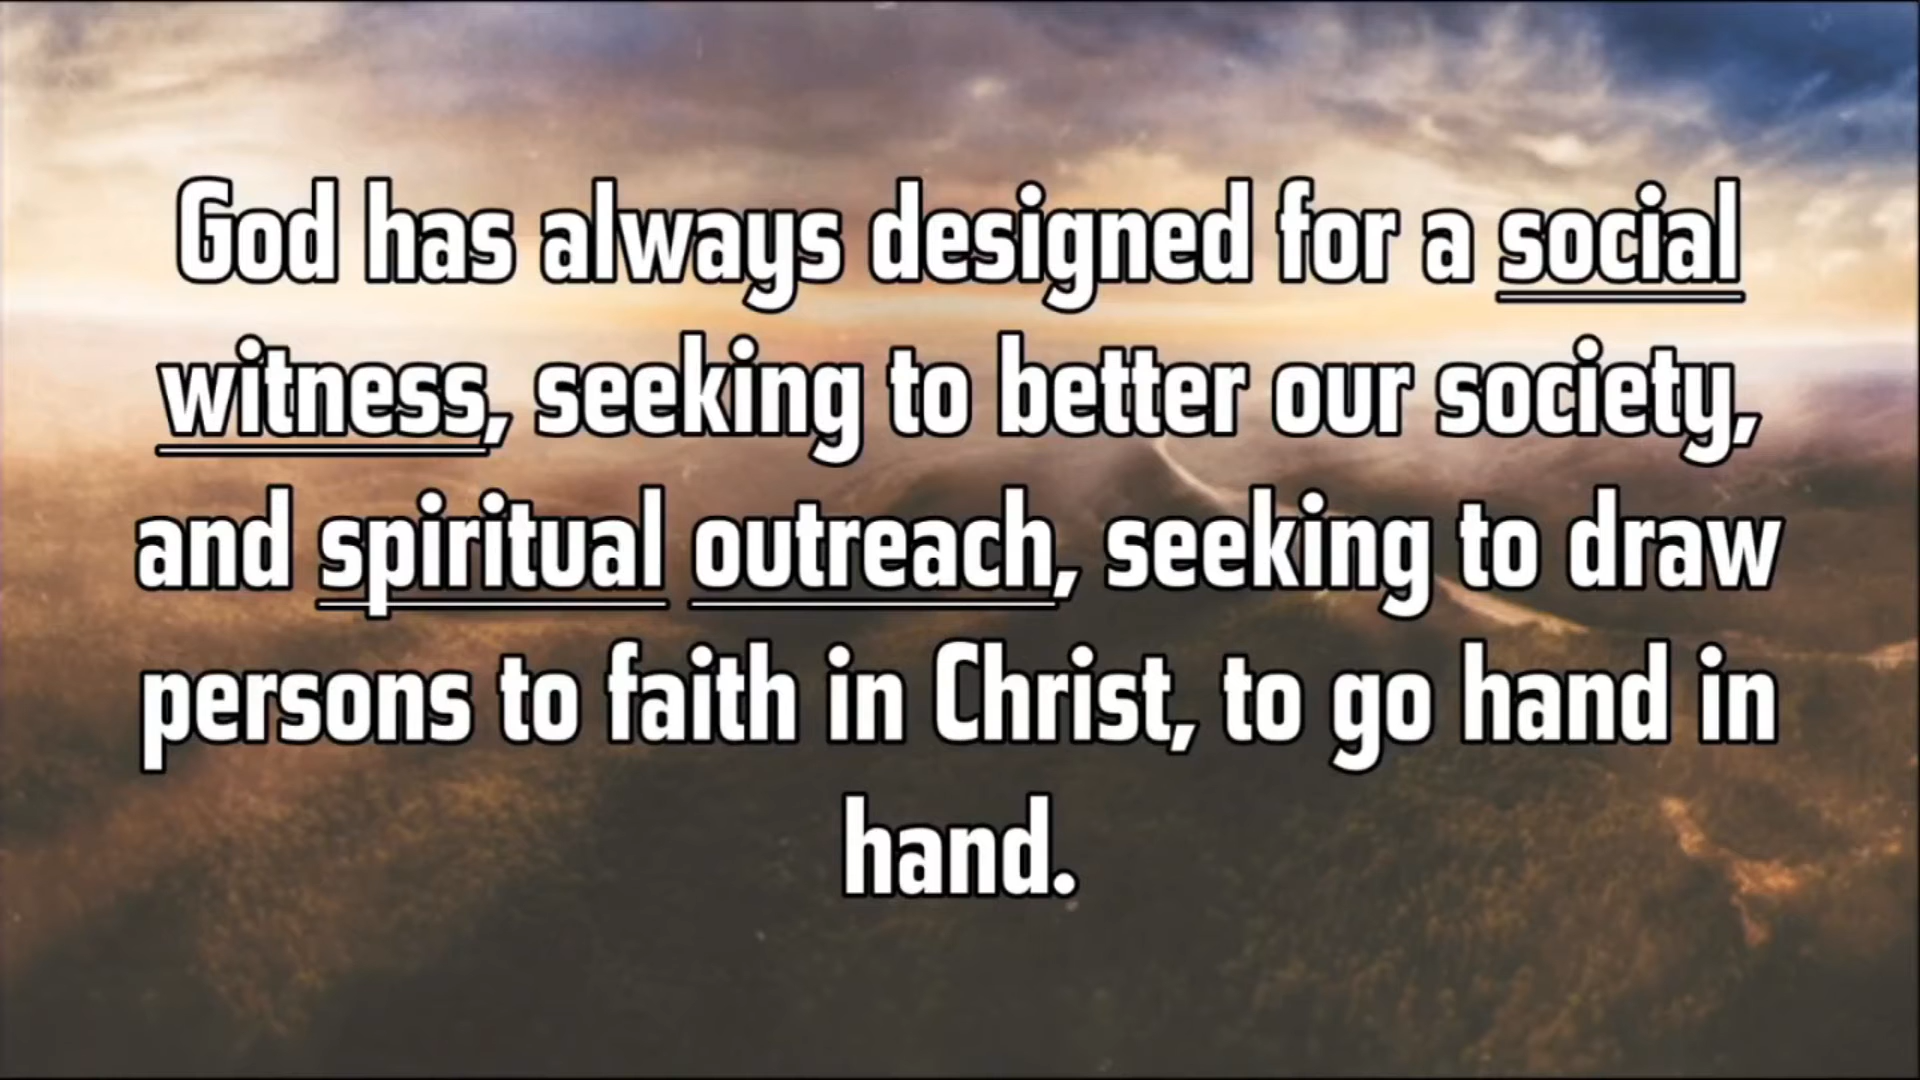 God has always designed for a social
witness, seeking to better our society,
and spiritual outreach, seeking to draw
persons to faith in Christ, to go hand in
hand.